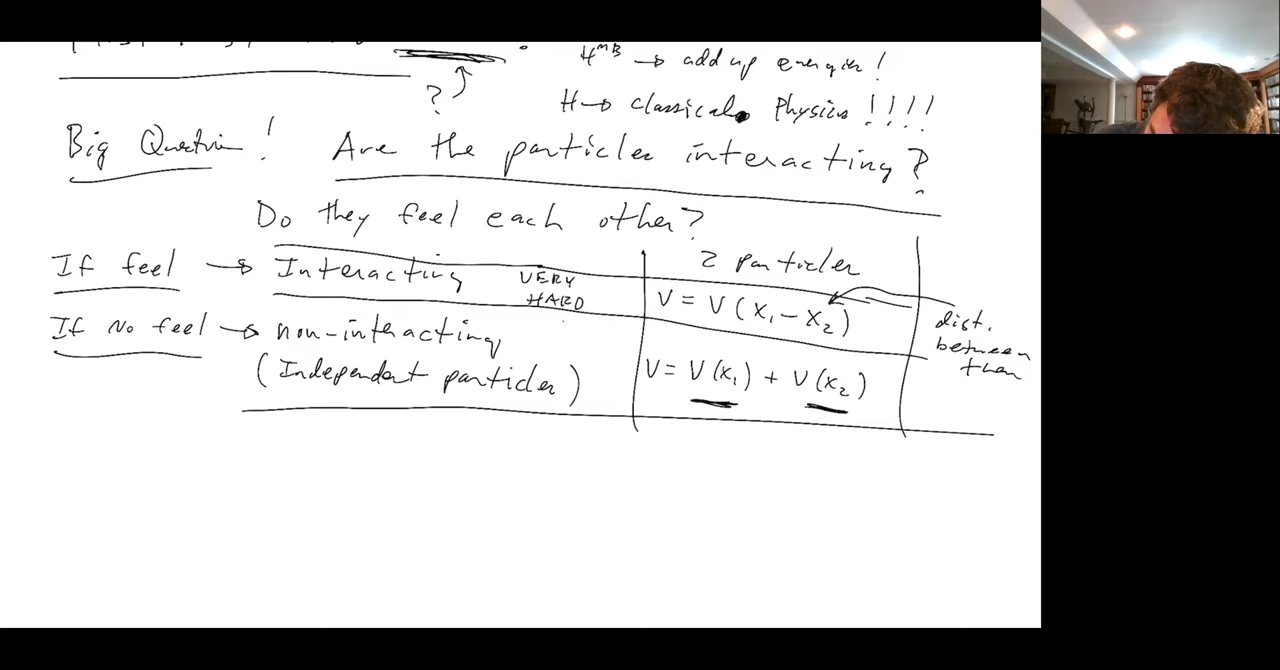 ?
H^MB → add up energies!
H → classical Physics !!!!
Big Question! Are the particles interacting?
Do they feel each other?
If feel → Interacting VERY HARD
2 particles
V = V(x₁ - x₂)
dist. between them
If No feel → non-interacting
(Independent particles)
V = V(x₁) + V(x₂)